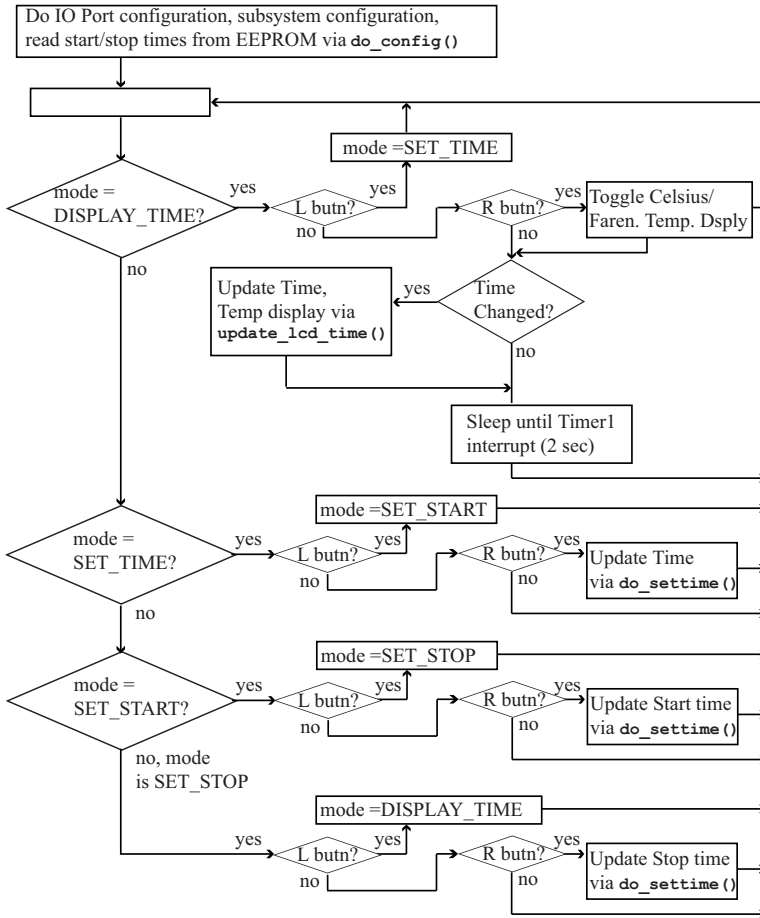 Do IO Port configuration, subsystem configuration,
read start/stop times from EEPROM via do_config()
mode =SET_TIME
mode =
DISPLAY_TIME?
yes
L butn?
yes
no
R butn?
yes
no
Toggle Celsius/
Faren. Temp. Dsply
no
Update Time,
Temp display via
update_lcd_time()
yes
Time
Changed?
no
Sleep until Timer1
interrupt (2 sec)
mode =SET_START
mode =
SET_TIME?
yes
L butn?
yes
no
R butn?
yes
no
Update Time
via do_settime()
no
mode =SET_STOP
mode =
SET_START?
yes
L butn?
yes
no
R butn?
yes
no
Update Start time
via do_settime()
no, mode
is SET_STOP
mode =DISPLAY_TIME
yes
L butn?
yes
no
R butn?
yes
no
Update Stop time
via do_settime()